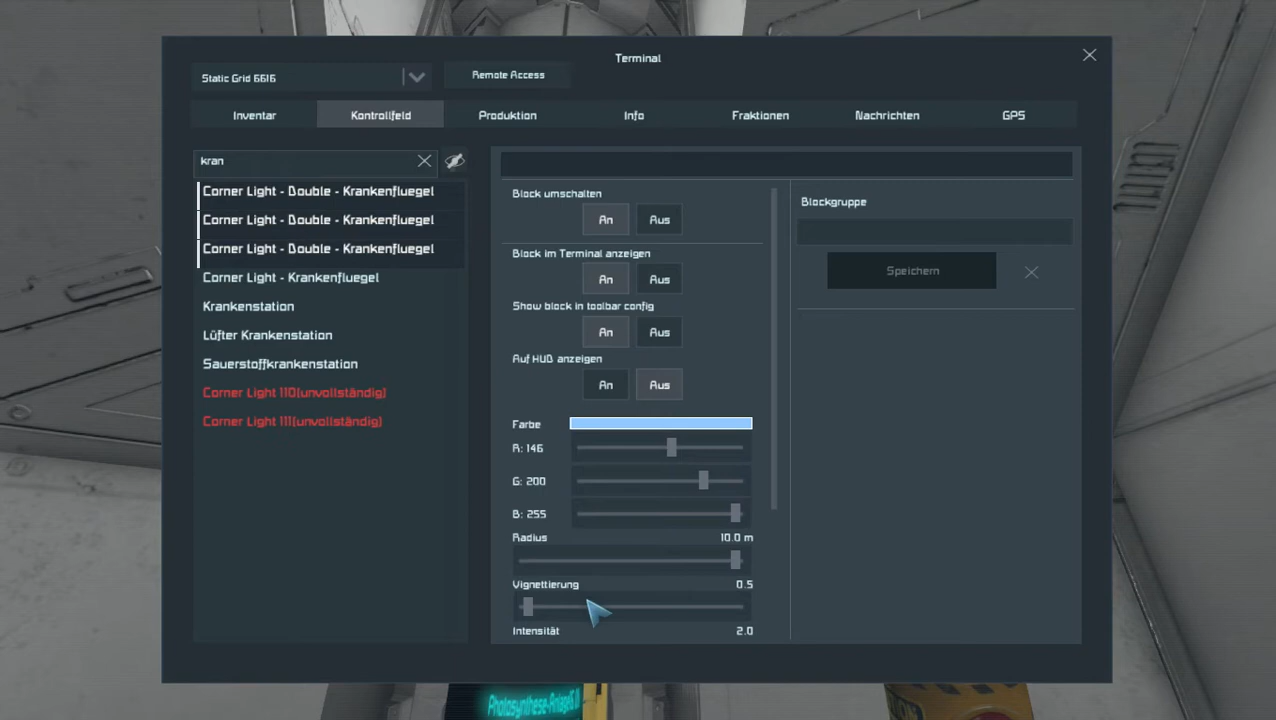 Terminal
Static Grid 6616
Remote Access
Inventar
Kontrollfeld
Produktion
Info
Fraktionen
Nachrichten
GPS
kran
Corner Light - Double - Krankenfluegel
Corner Light - Double - Krankenfluegel
Corner Light - Double - Krankenfluegel
Corner Light - Krankenfluegel
Krankenstation
Lüfter Krankenstation
Sauerstoffkrankenstation
Corner Light 110(unvollständig)
Corner Light 111(unvollständig)
Block umschalten
An Aus
Block im Terminal anzeigen
An Aus
Show block in toolbar config
An Aus
Auf HUD anzeigen
An Aus
Farbe
R: 146
G: 200
B: 255
Radius 10.0 m
Vignettierung 0.5
Intensität 2.0
Blockgruppe
Speichern